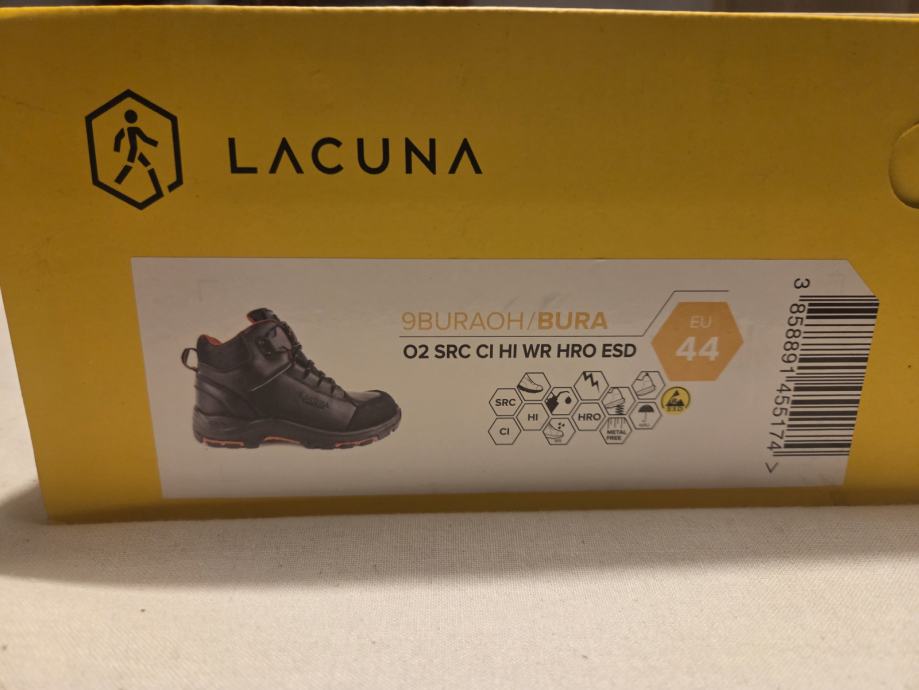 LACUNA
9BURAOH/BURA
O2 SRC CI HI WR HRO ESD
EU
44
SRC
HI
HRO
CI
METAL
FREE
ESD
LACUNA
3 858891 455174 >